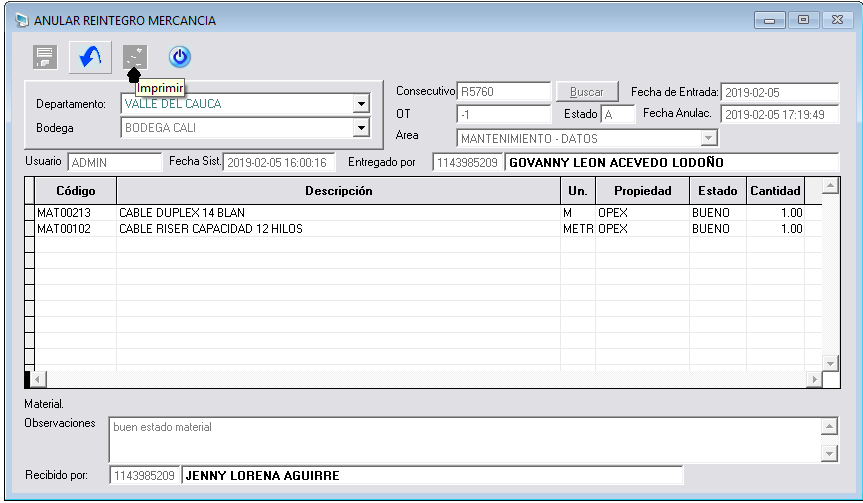 ANULAR REINTEGRO MERCANCIA
Imprimir
Departamento: VALLE DEL CAUCA
Bodega BODEGA CALI
Consecutivo R5760 Buscar Fecha de Entrada: 2019-02-05
OT -1 Estado A Fecha Anulac. 2019-02-05 17:19:49
Area MANTENIMIENTO - DATOS
Usuario ADMIN Fecha Sist. 2019-02-05 16:00:16 Entregado por 1143985209 GOVANNY LEON ACEVEDO LODOÑO
Código Descripción Un. Propiedad Estado Cantidad
MAT00213 CABLE DUPLEX 14 BLAN M OPEX BUENO 1.00
MAT00102 CABLE RISER CAPACIDAD 12 HILOS METR OPEX BUENO 1.00
Material.
Observaciones buen estado material
Recibido por: 1143985209 JENNY LORENA AGUIRRE